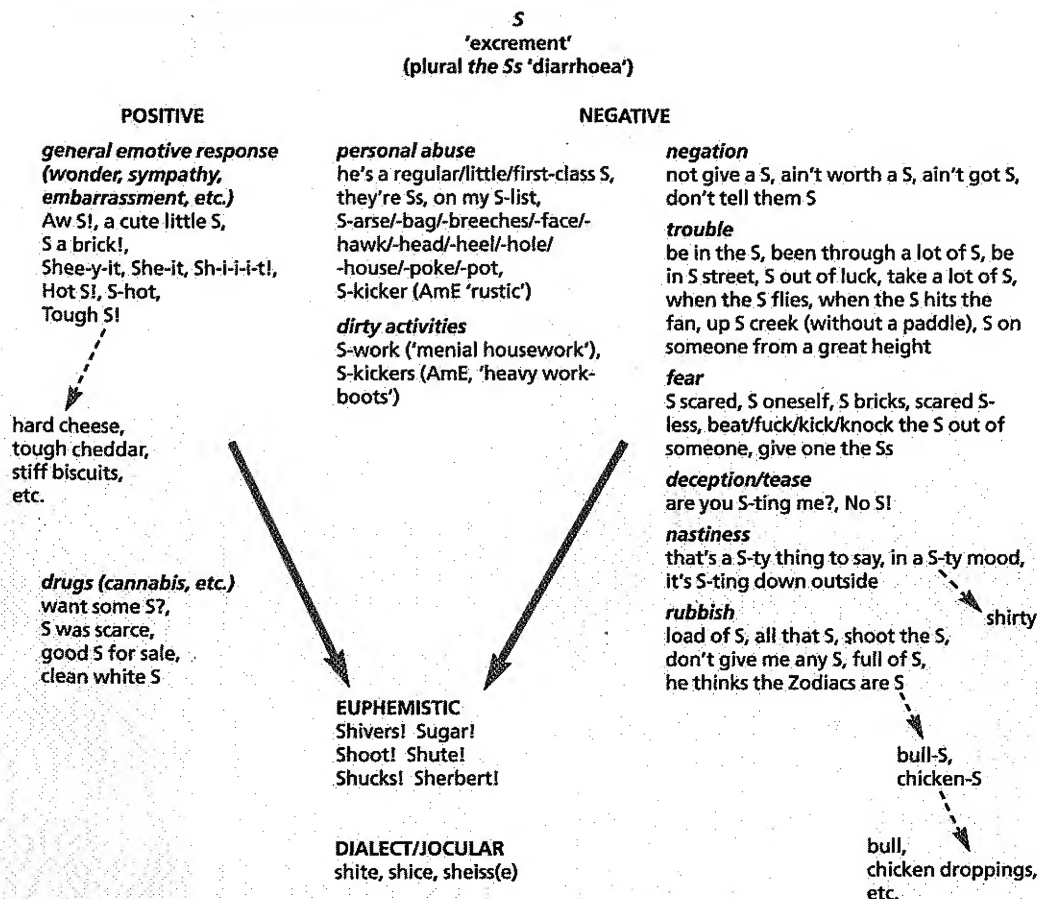 S
'excrement'
(plural the Ss 'diarrhoea')
POSITIVE
general emotive response
(wonder, sympathy,
embarrassment, etc.)
Aw S!, a cute little S,
S a brick!,
Shee-y-it, She-it, Sh-i-i-i-t!,
Hot S!, S-hot,
Tough S!
hard cheese,
tough cheddar,
stiff biscuits,
etc.
drugs (cannabis, etc.)
want some S?,
S was scarce,
good S for sale,
clean white S
NEGATIVE
personal abuse
he's a regular/little/first-class S,
they're Ss, on my S-list,
S-arse/-bag/-breeches/-face/-
hawk/-head/-heel/-hole/
-house/-poke/-pot,
S-kicker (AmE 'rustic')
dirty activities
S-work ('menial housework'),
S-kickers (AmE, 'heavy work-
boots')
negation
not give a S, ain't worth a S, ain't got S,
don't tell them S
trouble
be in the S, been through a lot of S, be
in S street, S out of luck, take a lot of S,
when the S flies, when the S hits the
fan, up S creek (without a paddle), S on
someone from a great height
fear
S scared, S oneself, S bricks, scared S-
less, beat/fuck/kick/knock the S out of
someone, give one the Ss
deception/tease
are you S-ting me?, No S!
nastiness
that's a S-ty thing to say, in a S-ty mood,
it's S-ting down outside
shirty
rubbish
load of S, all that S, shoot the S,
don't give me any S, full of S,
he thinks the Zodiacs are S
bull-S,
chicken-S
bull,
chicken droppings,
etc.
EUPHEMISTIC
Shivers! Sugar!
Shoot! Shute!
Shucks! Sherbert!
DIALECT/JOCULAR
shite, shice, sheiss(e)